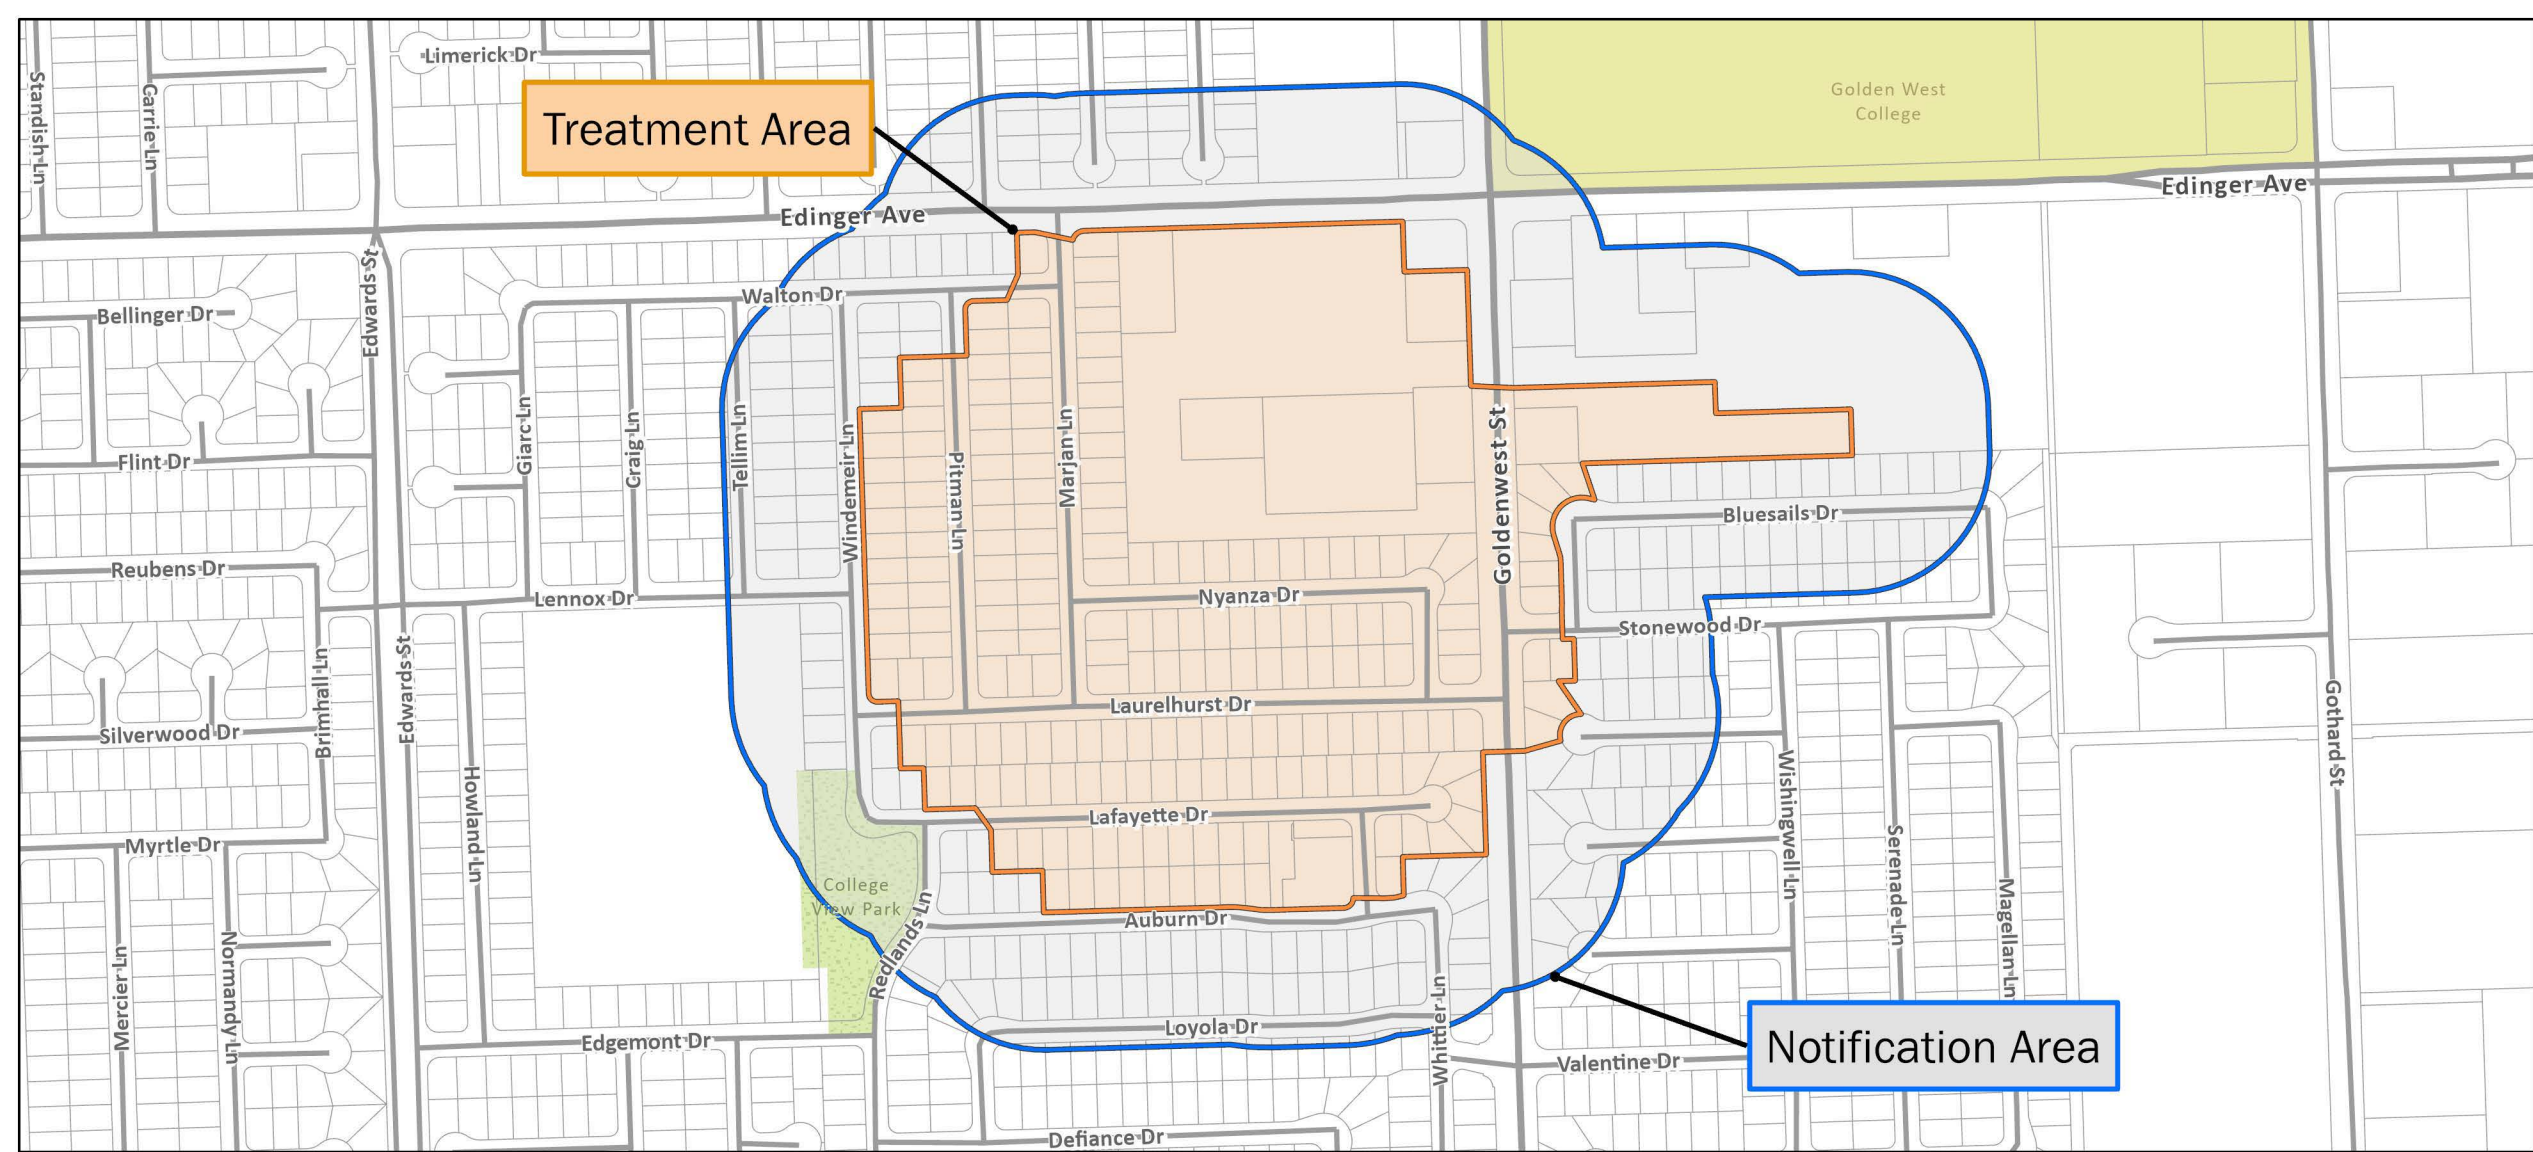 Limerick Dr
Standish Ln
Carrie Ln
Golden West
College
Treatment Area
Edinger Ave
Edinger Ave
Edwards St
Walton Dr
Bellinger Dr
Giarc Ln
Craig Ln
Tellim Ln
Windemeir Ln
Pitman Ln
Marjan Ln
Goldenwest St
Flint Dr
Bluesails Dr
Reubens Dr
Lennox Dr
Nyanza Dr
Stonewood Dr
Edwards St
Brimhall Ln
Laurelhurst Dr
Gothard St
Silverwood Dr
Howland Ln
Wishingwell Ln
Lafayette Dr
Serenade Ln
Myrtle Dr
College
View Park
Magellan Ln
Redlands Ln
Auburn Dr
Mercier Ln
Normandy Ln
Whittier Ln
Loyola Dr
Edgemont Dr
Notification Area
Valentine Dr
Defiance Dr